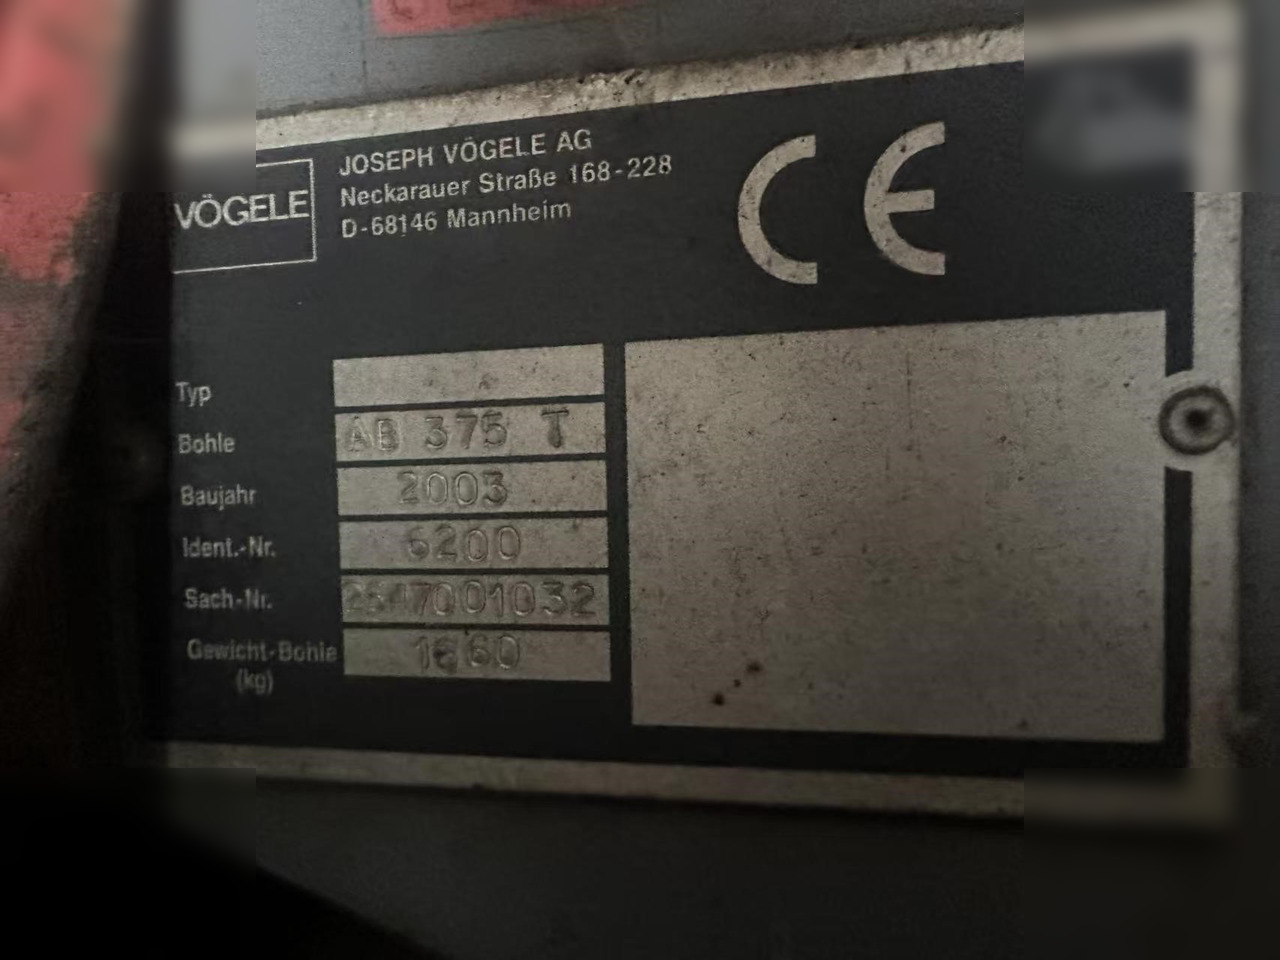 VÖGELE
JOSEPH VÖGELE AG
Neckarauer Straße 168-228
D-68146 Mannheim
CE
Typ
Bohle AB 375 T
Baujahr 2003
Ident.-Nr. 6200
Sach-Nr.
Gewicht-Bohle
(kg)